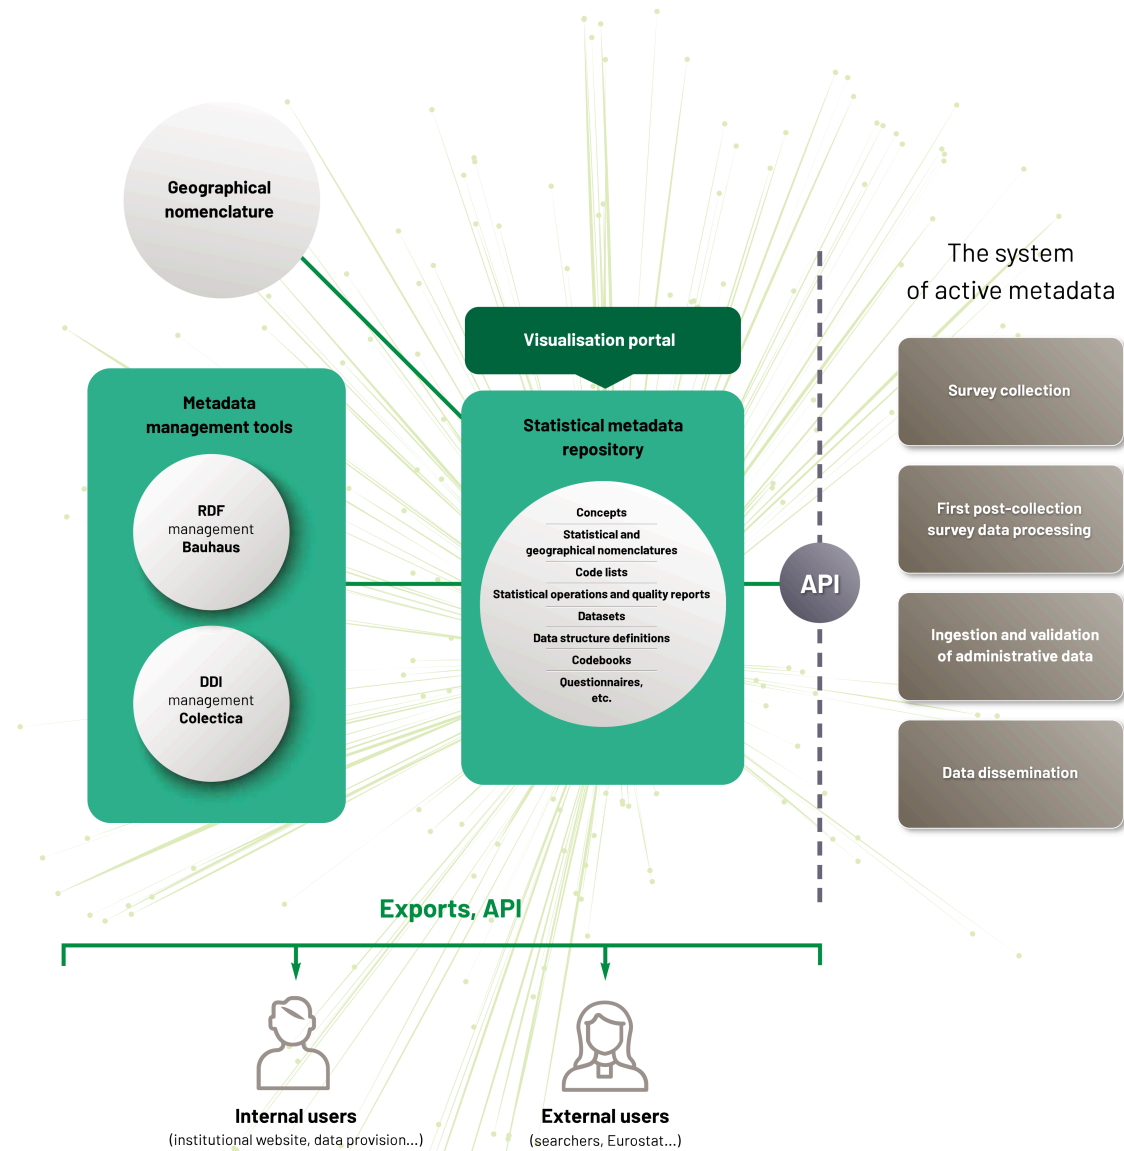 Geographical
nomenclature
The system
of active metadata
Visualisation portal
Metadata
management tools
RDF
management
Bauhaus
DDI
management
Colectica
Statistical metadata
repository
Concepts
Statistical and
geographical nomenclatures
Code lists
Statistical operations and quality reports
Datasets
Data structure definitions
Codebooks
Questionnaires,
etc.
API
Survey collection
First post-collection
survey data processing
Ingestion and validation
of administrative data
Data dissemination
Exports, API
Internal users
(institutional website, data provision...)
External users
(searchers, Eurostat...)